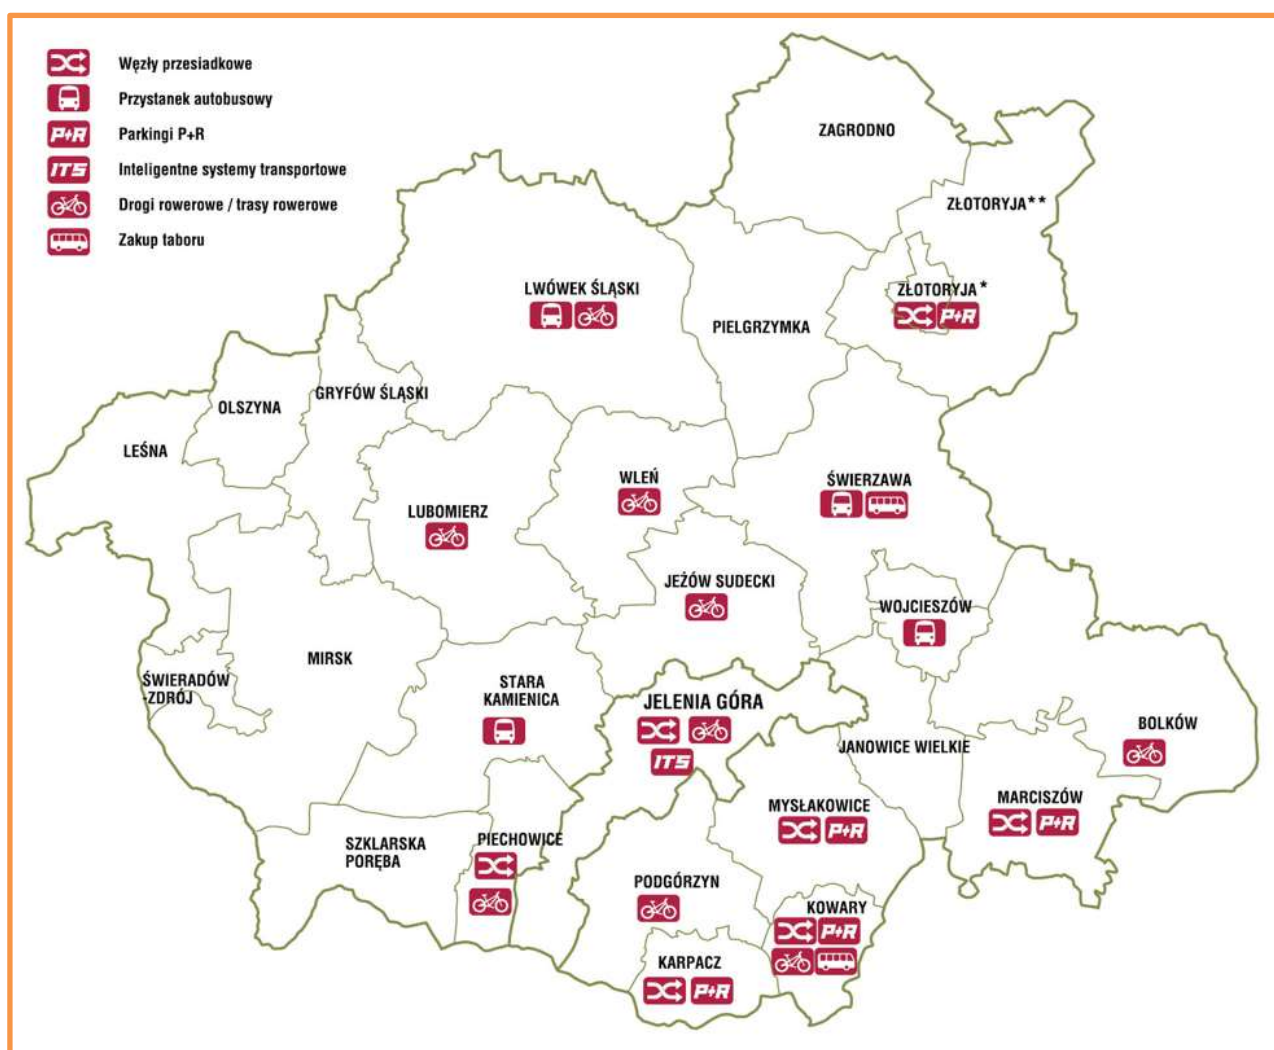 Węzły przesiadkowe
Przystanek autobusowy
P+R Parkingi P+R
ITS Inteligentne systemy transportowe
Drogi rowerowe / trasy rowerowe
Zakup taboru
ZAGRODNO
ZŁOTORYJA**
LWÓWEK ŚLĄSKI
ZŁOTORYJA*
P+R
PIELGRZYMKA
GRYFÓW ŚLĄSKI
OLSZYNA
LEŚNA
WLEŃ
ŚWIERZAWA
LUBOMIERZ
JEŻÓW SUDECKI
WOJCIESZÓW
MIRSK
ŚWIERADÓW
-ZDRÓJ
STARA
KAMIENICA
JELENIA GÓRA
ITS
BOLKÓW
JANOWICE WIELKIE
MYSŁAKOWICE
P+R
MARCISZÓW
P+R
SZKLARSKA
PORĘBA
PIECHOWICE
PODGÓRZYN
KOWARY
P+R
KARPACZ
P+R